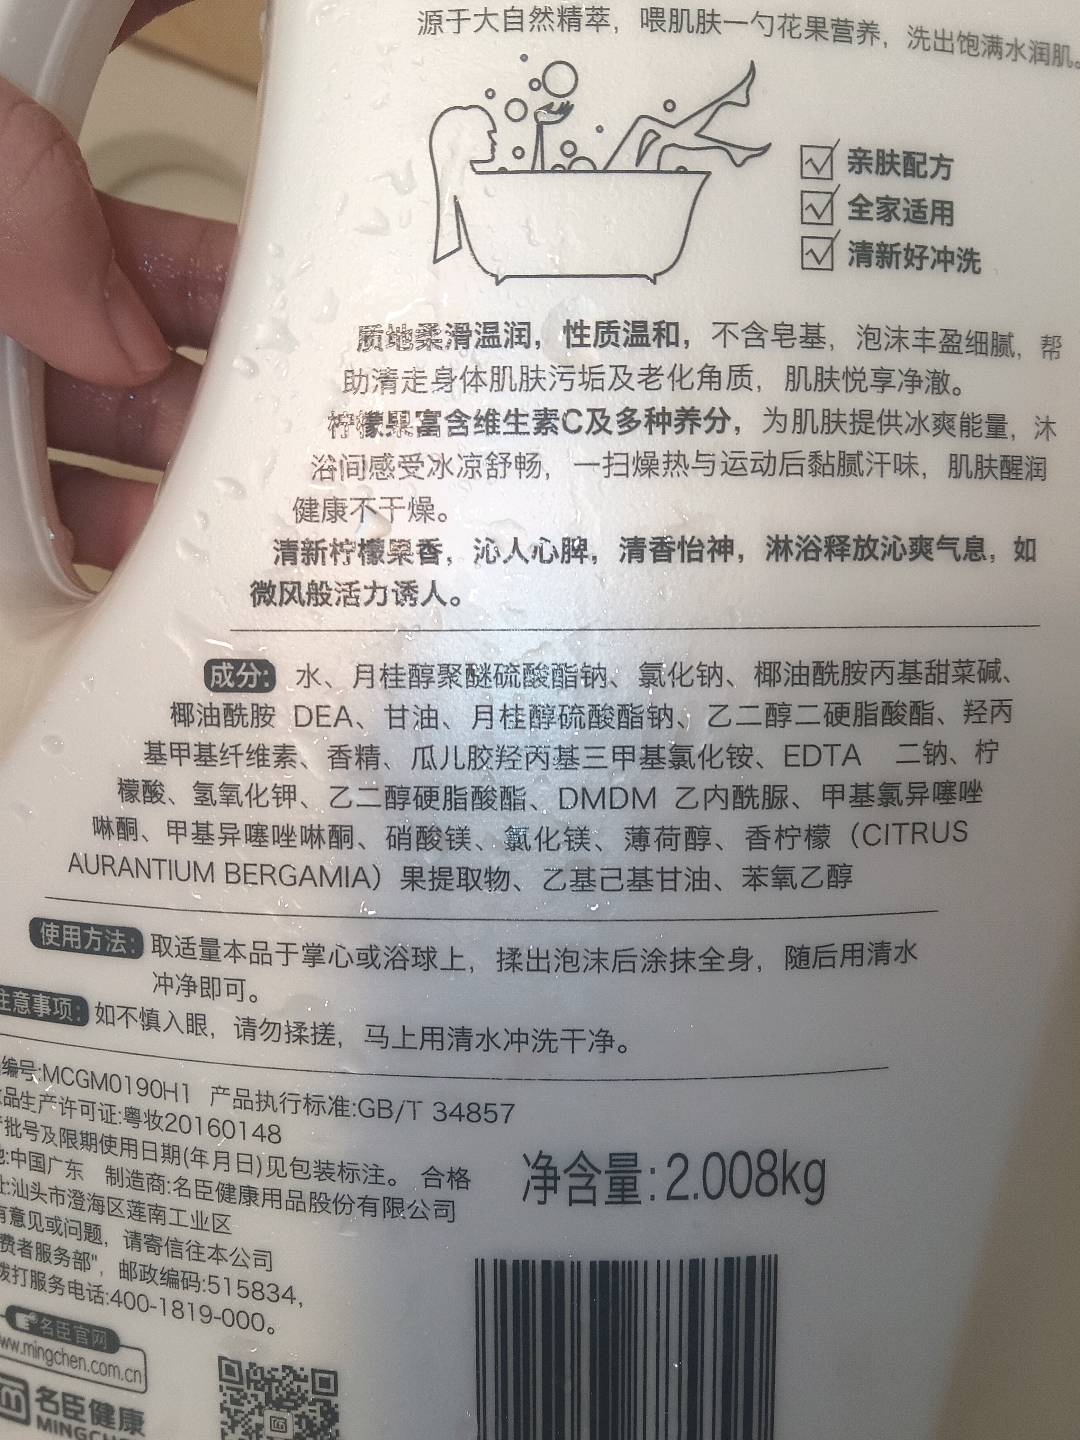 源于大自然精萃，喂肌肤一勺花果营养，洗出饱满水润肌。
亲肤配方
全家适用
清新好冲洗
质地柔滑温润，性质温和，不含皂基，泡沫丰盈细腻，帮
助清走身体肌肤污垢及老化角质，肌肤悦享净澈。
柠檬果富含维生素C及多种养分，为肌肤提供冰爽能量，沐
浴间感受冰凉舒畅，一扫燥热与运动后黏腻汗味，肌肤醒润
健康不干燥。
清新柠檬果香，沁人心脾，清香怡神，淋浴释放沁爽气息，如
微风般活力诱人。
成分: 水、月桂醇聚醚硫酸酯钠、氯化钠、椰油酰胺丙基甜菜碱、
椰油酰胺 DEA、甘油、月桂醇硫酸酯钠、乙二醇二硬脂酸酯、羟丙
基甲基纤维素、香精、瓜儿胶羟丙基三甲基氯化铵、EDTA 二钠、柠
檬酸、氢氧化钾、乙二醇硬脂酸酯、DMDM 乙内酰脲、甲基氯异噻唑
啉酮、甲基异噻唑啉酮、硝酸镁、氯化镁、薄荷醇、香柠檬（CITRUS
AURANTIUM BERGAMIA）果提取物、乙基己基甘油、苯氧乙醇
使用方法: 取适量本品于掌心或浴球上，揉出泡沫后涂抹全身，随后用清水
冲净即可。
注意事项: 如不慎入眼，请勿揉搓，马上用清水冲洗干净。
编号:MCGM0190H1 产品执行标准:GB/T 34857
品生产许可证:粤妆20160148
批号及限期使用日期(年月日)见包装标注。 合格
:中国广东 制造商:名臣健康用品股份有限公司
:汕头市澄海区莲南工业区
有意见或问题，请寄信往本公司
费者服务部"，邮政编码:515834,
拨打服务电话:400-1819-000。
净含量:2.008kg
名臣官网
www.mingchen.com.cn
名臣健康